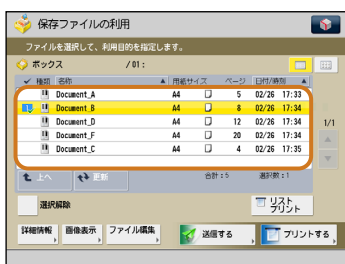 保存ファイルの利用
ファイルを選択して、利用目的を指定します。
ボックス /01:
種類 名称 ▲ 用紙サイズ ページ 日付/時刻 ▲
Document_A A4 5 02/26 17:33
Document_B A4 8 02/26 17:34
Document_D A4 12 02/26 17:34
Document_F A4 20 02/26 17:34
Document_C A4 4 02/26 17:35
1/1
上へ 更新 合計:5 選択数:1
選択解除 リストプリント
詳細情報 画像表示 ファイル編集 送信する プリントする